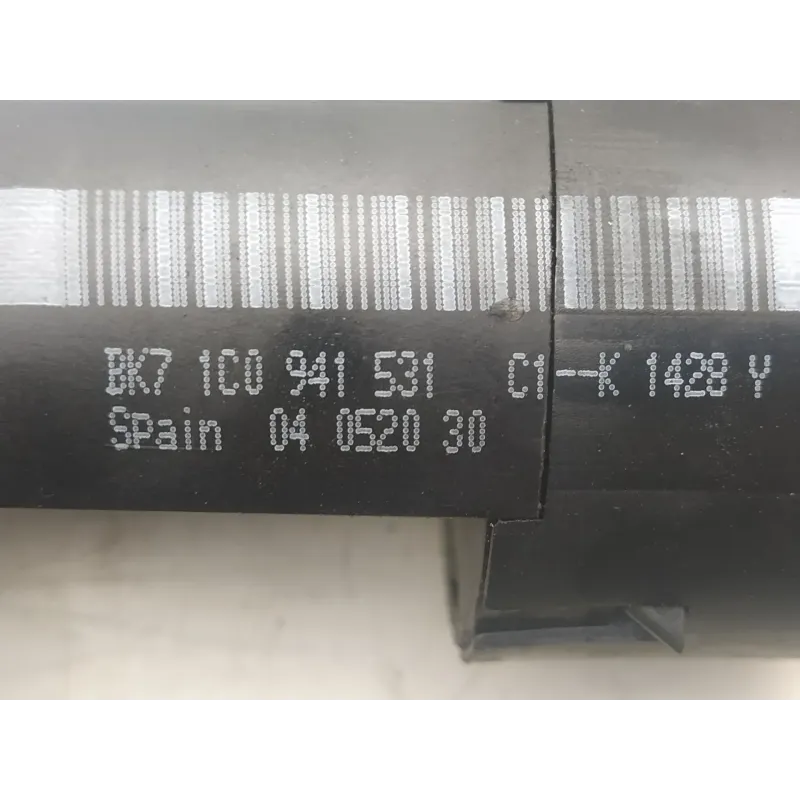 BK7 1C0 941 531 C1--K 1428 Y
Spain 04 0520 30